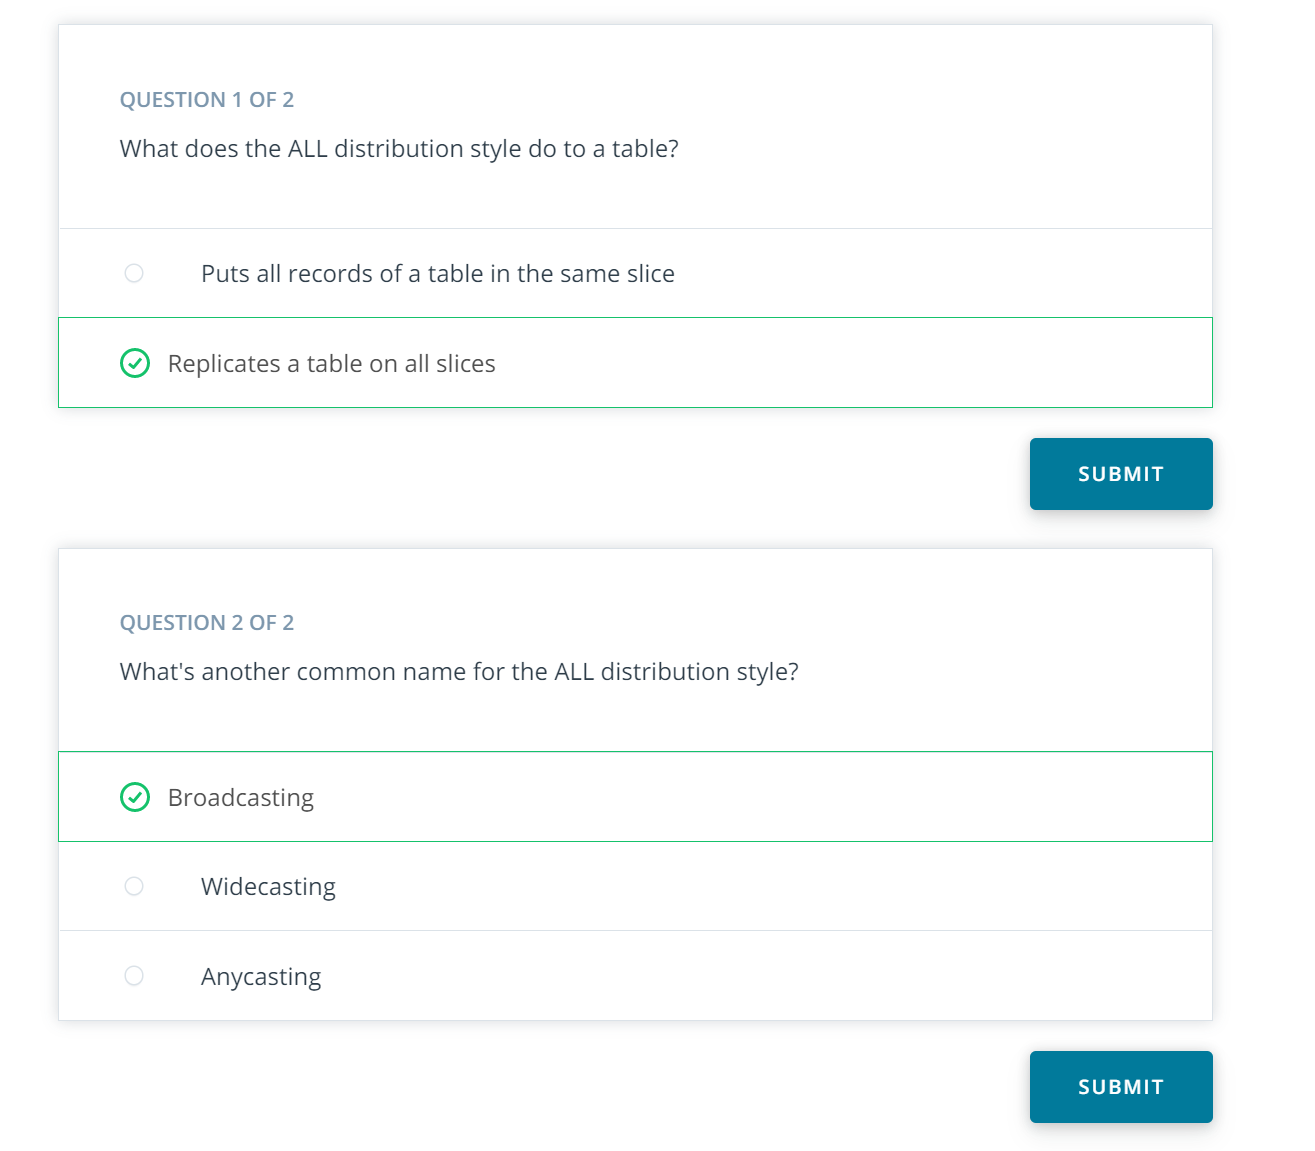 QUESTION 1 OF 2
What does the ALL distribution style do to a table?
Puts all records of a table in the same slice
Replicates a table on all slices
SUBMIT
QUESTION 2 OF 2
What's another common name for the ALL distribution style?
Broadcasting
Widecasting
Anycasting
SUBMIT